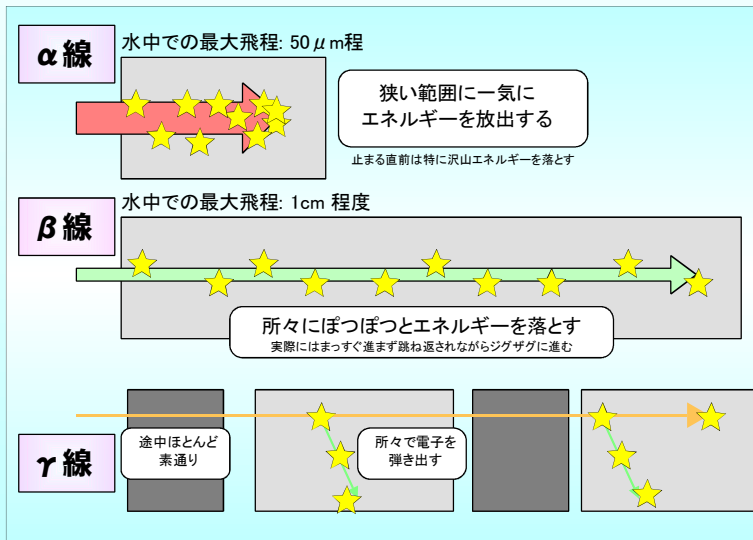 α線
水中での最大飛程: 50μm程
狭い範囲に一気に
エネルギーを放出する
止まる直前は特に沢山エネルギーを落とす
β線
水中での最大飛程: 1cm 程度
所々にぽつぽつとエネルギーを落とす
実際にはまっすぐ進まず跳ね返されながらジグザグに進む
γ線
途中ほとんど
素通り
所々で電子を
弾き出す